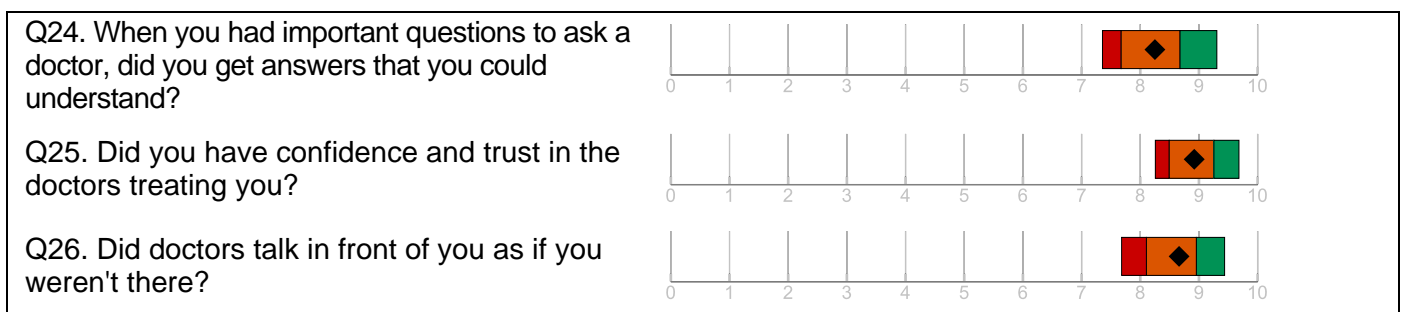 Q24. When you had important questions to ask a
doctor, did you get answers that you could
understand?
0 1 2 3 4 5 6 7 8 9 10
Q25. Did you have confidence and trust in the
doctors treating you?
0 1 2 3 4 5 6 7 8 9 10
Q26. Did doctors talk in front of you as if you
weren't there?
0 1 2 3 4 5 6 7 8 9 10